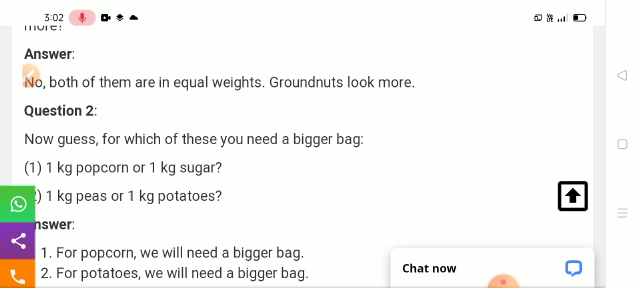 3:02
more?
Answer:
No, both of them are in equal weights. Groundnuts look more.
Question 2:
Now guess, for which of these you need a bigger bag:
(1) 1 kg popcorn or 1 kg sugar?
) 1 kg peas or 1 kg potatoes?
nswer:
1. For popcorn, we will need a bigger bag.
2. For potatoes, we will need a bigger bag.
Chat now